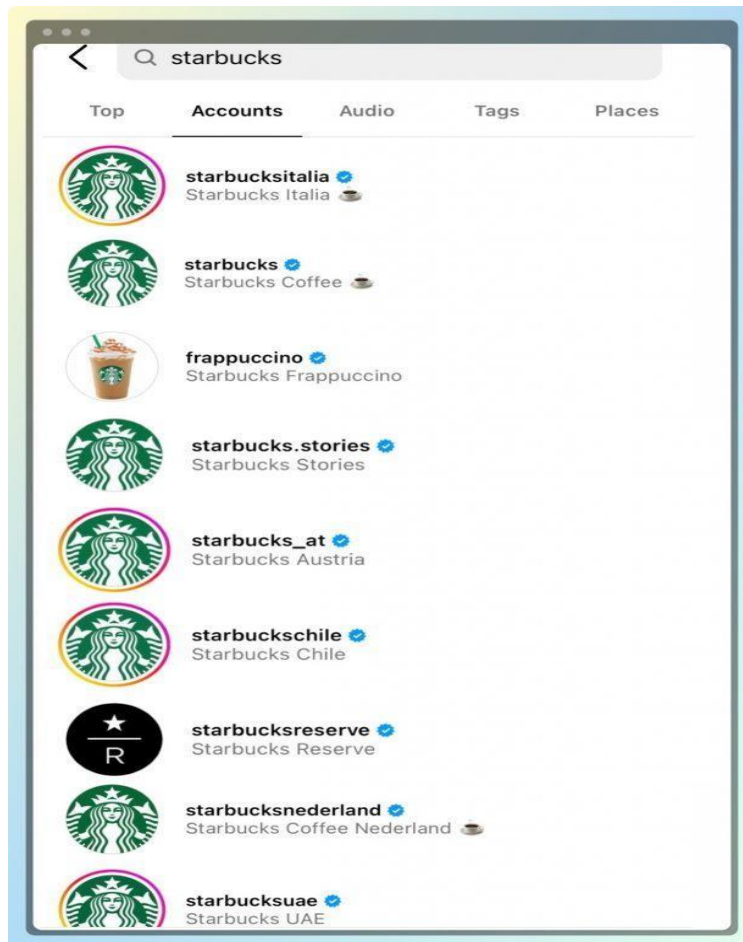 starbucks
Top Accounts Audio Tags Places
starbucksitalia
Starbucks Italia ☕
starbucks
Starbucks Coffee ☕
frappuccino
Starbucks Frappuccino
starbucks.stories
Starbucks Stories
starbucks_at
Starbucks Austria
starbuckschile
Starbucks Chile
R
starbucksreserve
Starbucks Reserve
starbucksnederland
Starbucks Coffee Nederland ☕
starbucksuae
Starbucks UAE